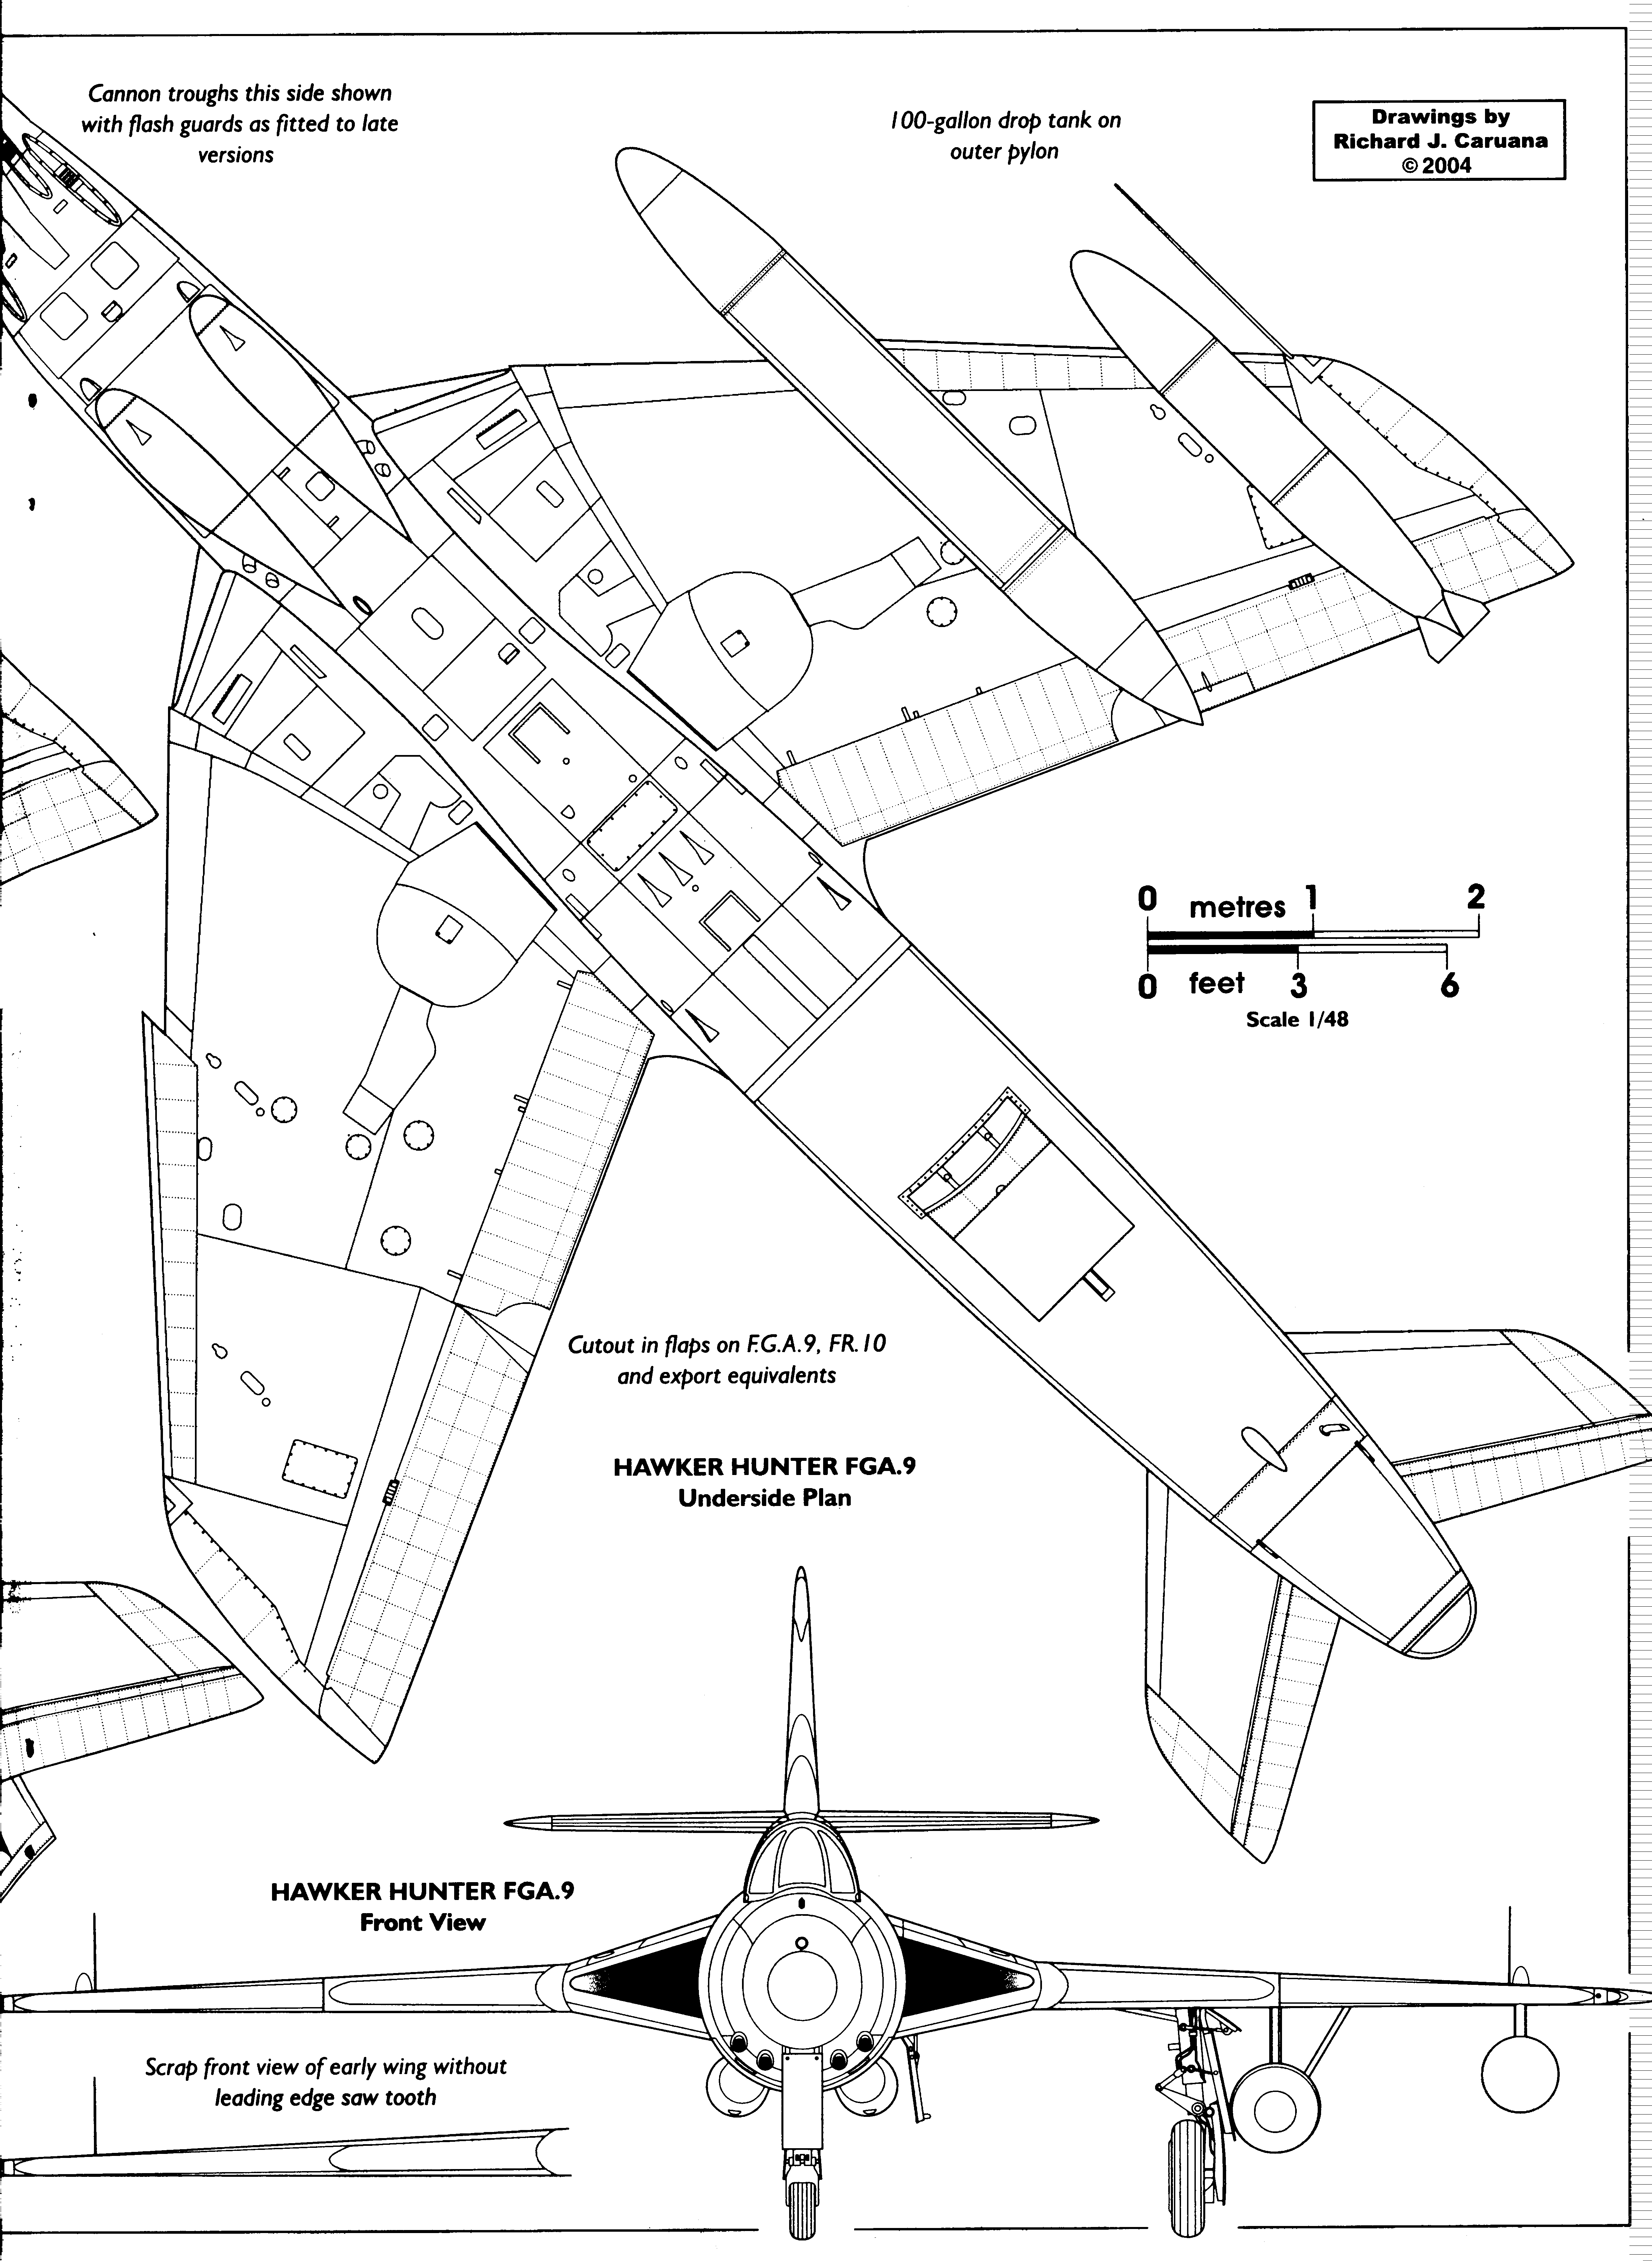 Cannon troughs this side shown
with flash guards as fitted to late
versions
100-gallon drop tank on
outer pylon
Drawings by
Richard J. Caruana
© 2004
0 metres 1 2
0 feet 3 6
Scale 1/48
Cutout in flaps on F.G.A.9, FR.10
and export equivalents
HAWKER HUNTER FGA.9
Underside Plan
HAWKER HUNTER FGA.9
Front View
Scrap front view of early wing without
leading edge saw tooth